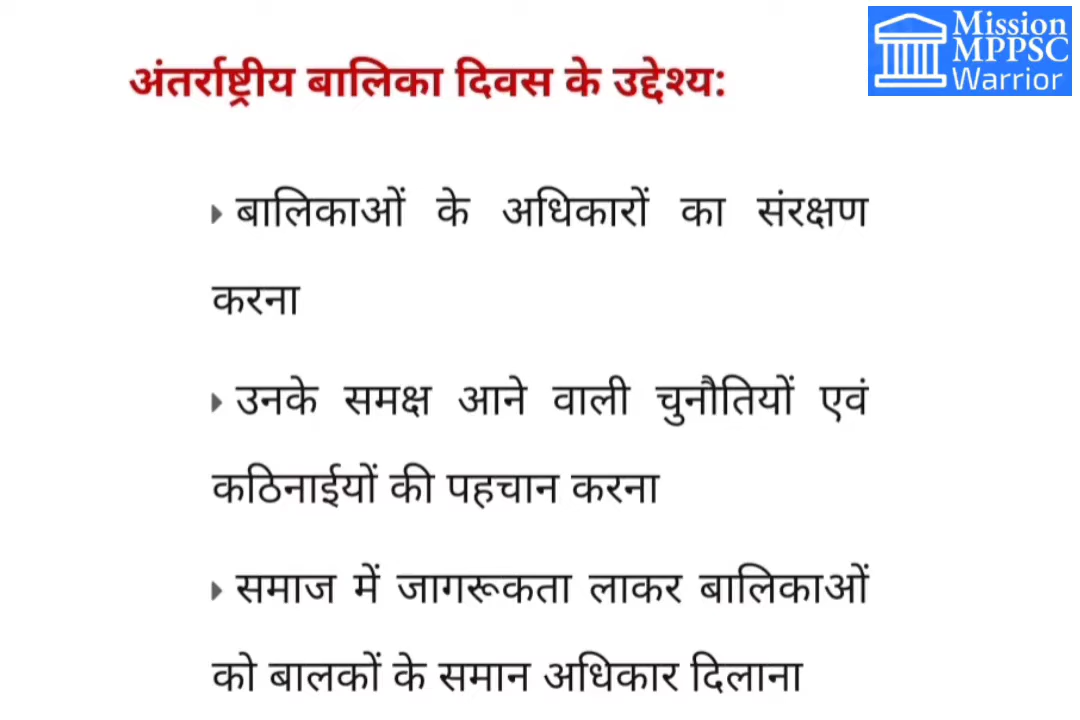 Mission
MPPSC
Warrior
अंतर्राष्ट्रीय बालिका दिवस के उद्देश्य:
बालिकाओं के अधिकारों का संरक्षण
करना
उनके समक्ष आने वाली चुनौतियों एवं
कठिनाईयों की पहचान करना
समाज में जागरूकता लाकर बालिकाओं
को बालकों के समान अधिकार दिलाना